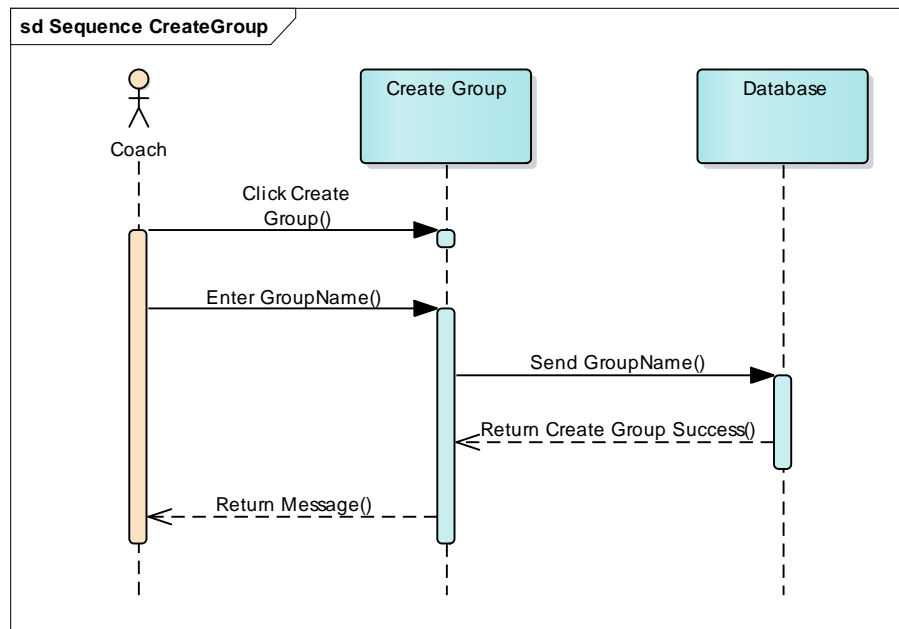 sd Sequence CreateGroup
Coach
Create Group
Database
Click Create
Group()
Enter GroupName()
Send GroupName()
Return Create Group Success()
Return Message()